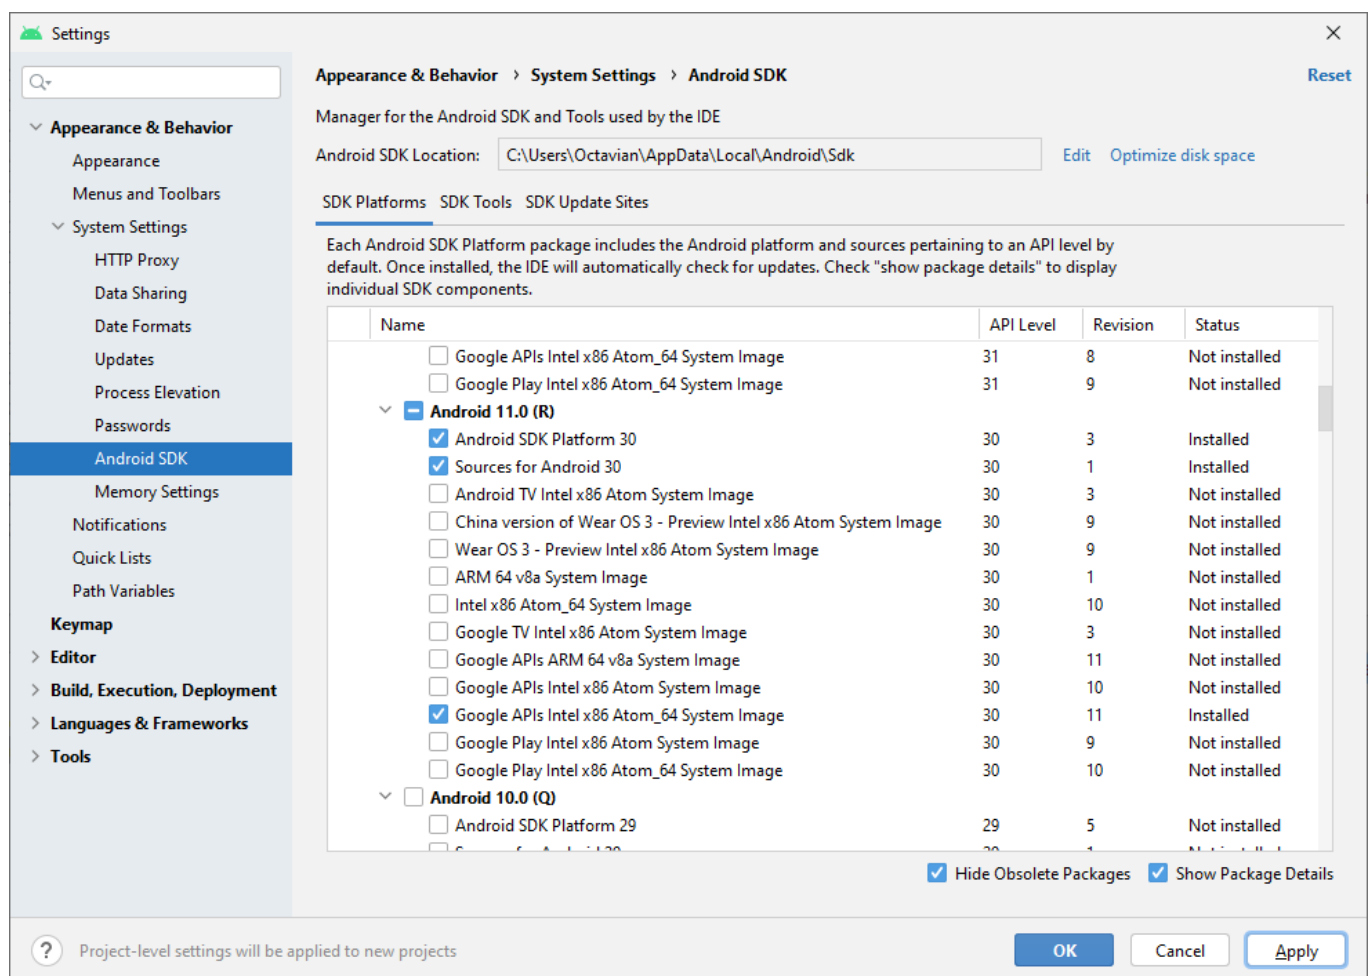 Settings
Appearance & Behavior > System Settings > Android SDK
Reset
Appearance & Behavior
Appearance
Menus and Toolbars
System Settings
HTTP Proxy
Data Sharing
Date Formats
Updates
Process Elevation
Passwords
Android SDK
Memory Settings
Notifications
Quick Lists
Path Variables
Keymap
Editor
Build, Execution, Deployment
Languages & Frameworks
Tools
Manager for the Android SDK and Tools used by the IDE
Android SDK Location: C:\Users\Octavian\AppData\Local\Android\Sdk Edit Optimize disk space
SDK Platforms SDK Tools SDK Update Sites
Each Android SDK Platform package includes the Android platform and sources pertaining to an API level by
default. Once installed, the IDE will automatically check for updates. Check "show package details" to display
individual SDK components.
Name API Level Revision Status
Google APIs Intel x86 Atom_64 System Image 31 8 Not installed
Google Play Intel x86 Atom_64 System Image 31 9 Not installed
Android 11.0 (R)
Android SDK Platform 30 30 3 Installed
Sources for Android 30 30 1 Installed
Android TV Intel x86 Atom System Image 30 3 Not installed
China version of Wear OS 3 - Preview Intel x86 Atom System Image 30 9 Not installed
Wear OS 3 - Preview Intel x86 Atom System Image 30 9 Not installed
ARM 64 v8a System Image 30 1 Not installed
Intel x86 Atom_64 System Image 30 10 Not installed
Google TV Intel x86 Atom System Image 30 3 Not installed
Google APIs ARM 64 v8a System Image 30 11 Not installed
Google APIs Intel x86 Atom System Image 30 10 Not installed
Google APIs Intel x86 Atom_64 System Image 30 11 Installed
Google Play Intel x86 Atom System Image 30 9 Not installed
Google Play Intel x86 Atom_64 System Image 30 10 Not installed
Android 10.0 (Q)
Android SDK Platform 29 29 5 Not installed
Hide Obsolete Packages Show Package Details
? Project-level settings will be applied to new projects
OK Cancel Apply